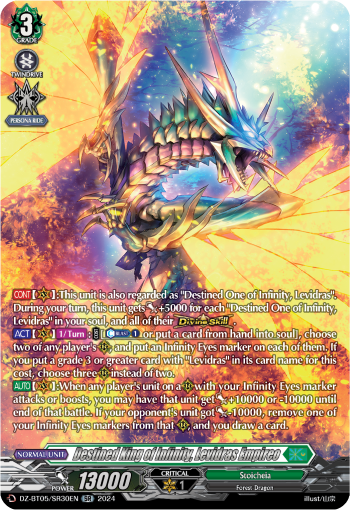 3
GRADE
TWINDRIVE
PERSONA RIDE
CONT [ ]:This unit is also regarded as "Destined One of Infinity, Levidras".
During your turn, this unit gets +5000 for each "Destined One of Infinity,
Levidras" in your soul, and all of their Divine Skill.
ACT [ ] 1/Turn : [ 1 ] or put a card from hand into soul], choose
two of any player's , and put an Infinity Eyes marker on each of them. If
you put a grade 3 or greater card with "Levidras" in its card name for
this cost, choose three instead of two.
AUTO [ ]:When any player's unit on a with your Infinity Eyes marker
attacks or boosts, you may have that unit get +10000 or -10000 until
end of that battle. If your opponent's unit got -10000, remove one
of your Infinity Eyes markers from that , and you draw a card.
NORMAL UNIT
Destined King of Infinity, Levidras Empireo
POWER 13000
CRITICAL
1
Stoicheia
Forest Dragon
DZ-BT05/SR30EN SR 2024
illust/